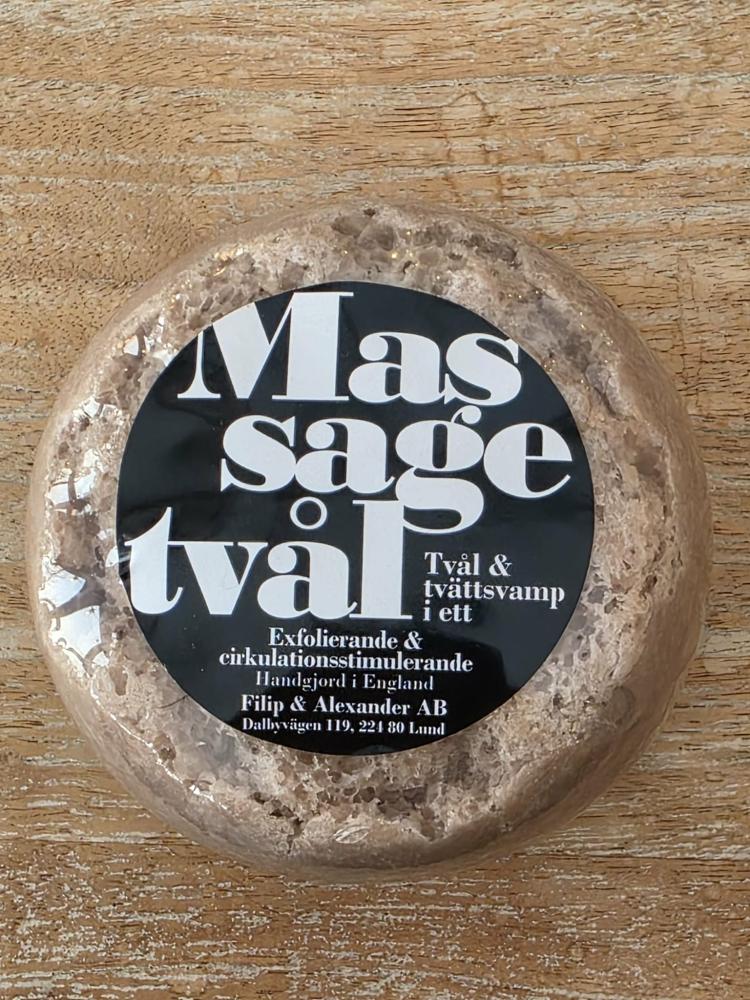 Mas
sage
tvål
Tvål &
tvättsvamp
i ett
Exfolierande &
cirkulationsstimulerande
Handgjord i England
Filip & Alexander AB
Dalbyvägen 119, 224 80 Lund